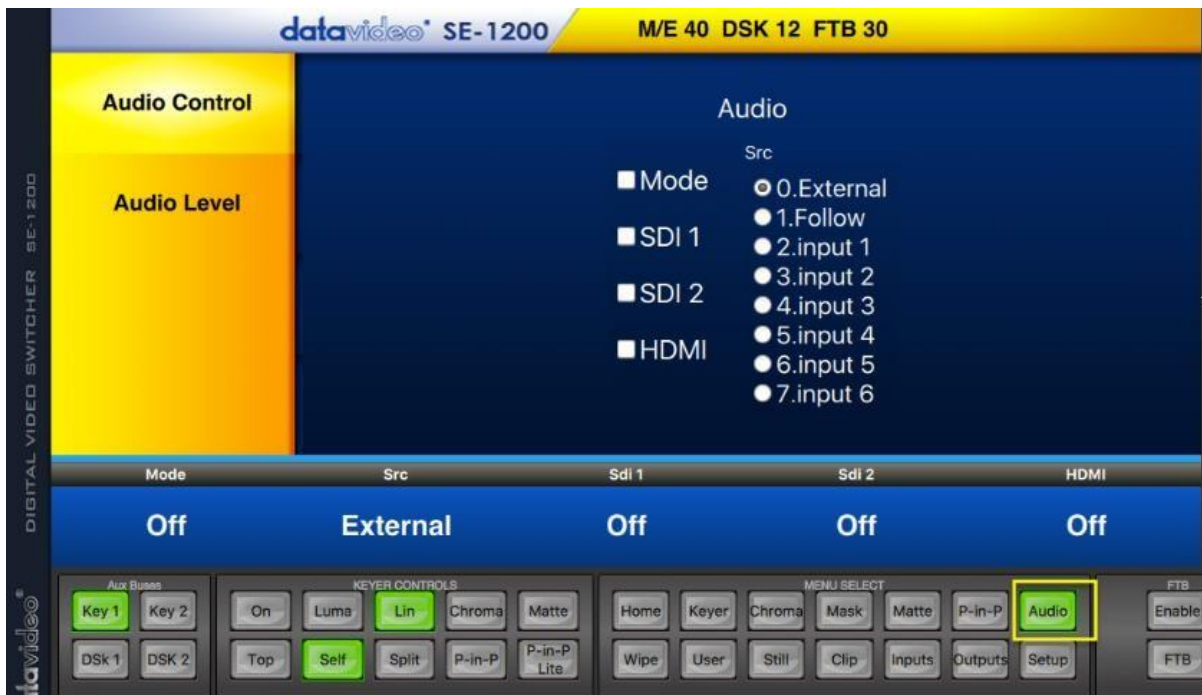 datavideo SE-1200
M/E 40 DSK 12 FTB 30
DIGITAL VIDEO SWITCHER SE-1200
datavideo
Audio Control
Audio Level
Audio
Src
Mode
SDI 1
SDI 2
HDMI
0.External
1.Follow
2.input 1
3.input 2
4.input 3
5.input 4
6.input 5
7.input 6
Mode Src Sdi 1 Sdi 2 HDMI
Off External Off Off Off
Aux Buses
Key 1 Key 2
DSk 1 DSK 2
KEYER CONTROLS
On Luma Lin Chroma Matte
Top Self Split P-in-P P-in-P
Lite
MENU SELECT
Home Keyer Chroma Mask Matte P-in-P Audio
Wipe User Still Clip Inputs Outputs Setup
FTB
Enable
FTB